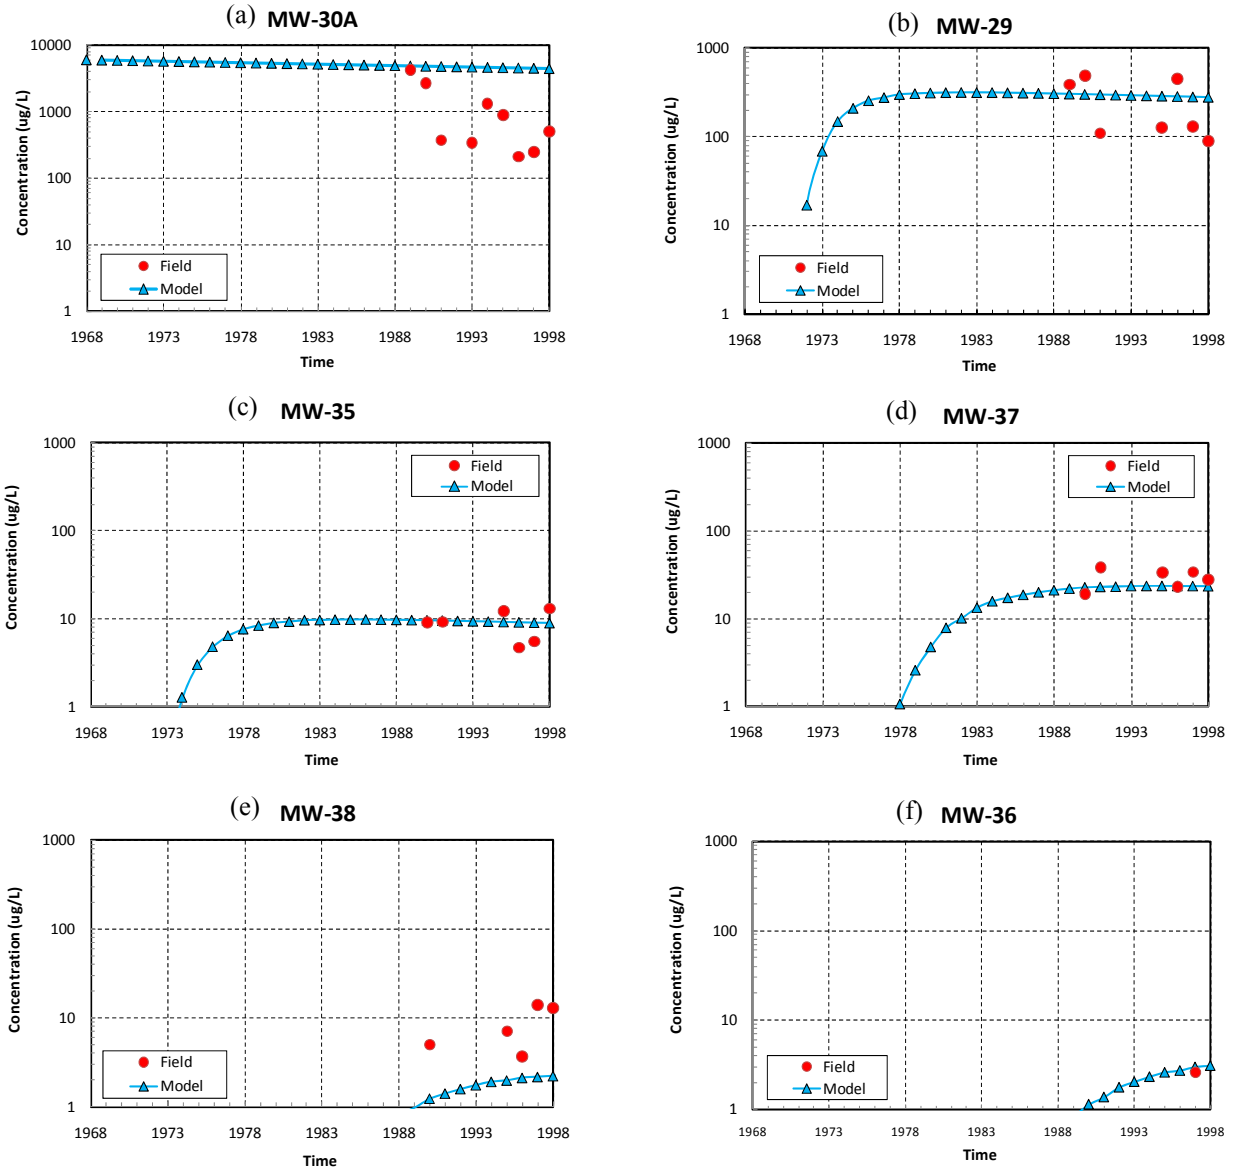 (a) MW-30A
Concentration (ug/L)
10000
1000
100
10
1
Field
Model
1968 1973 1978 1983 1988 1993 1998
Time
(b) MW-29
Concentration (ug/L)
1000
100
10
1
Field
Model
1968 1973 1978 1983 1988 1993 1998
Time
(c) MW-35
Concentration (ug/L)
1000
100
10
1
Field
Model
1968 1973 1978 1983 1988 1993 1998
Time
(d) MW-37
Concentration (ug/L)
1000
100
10
1
Field
Model
1968 1973 1978 1983 1988 1993 1998
Time
(e) MW-38
Concentration (ug/L)
1000
100
10
1
Field
Model
1968 1973 1978 1983 1988 1993 1998
Time
(f) MW-36
Concentration (ug/L)
1000
100
10
1
Field
Model
1968 1973 1978 1983 1988 1993 1998
Time